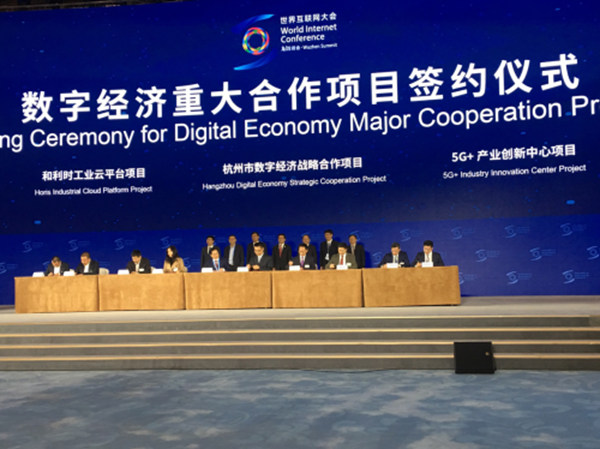 世界互联网大会
World Internet
Conference
Wuzhen Summit
数字经济重大合作项目签约仪式
ng Ceremony for Digital Economy Major Cooperation Pr
和利时工业云平台项目
Horis Industrial Cloud Platform Project
杭州市数字经济战略合作项目
Hangzhou Digital Economy Strategic Cooperation Project
5G+ 产业创新中心项目
5G+ Industry Innovation Center Project